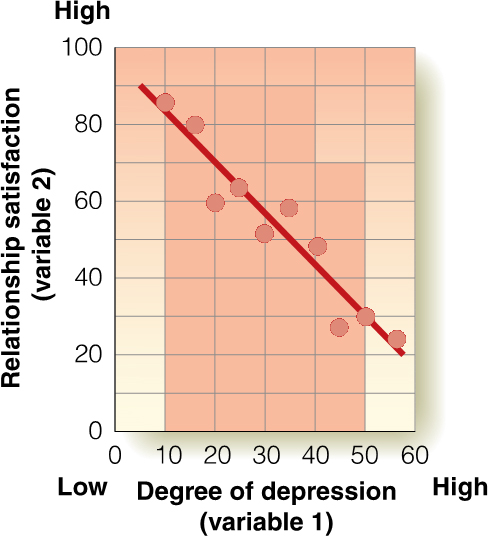 High
100
80
60
40
20
0
Relationship satisfaction
(variable 2)
0 10 20 30 40 50 60
Low Degree of depression High
(variable 1)